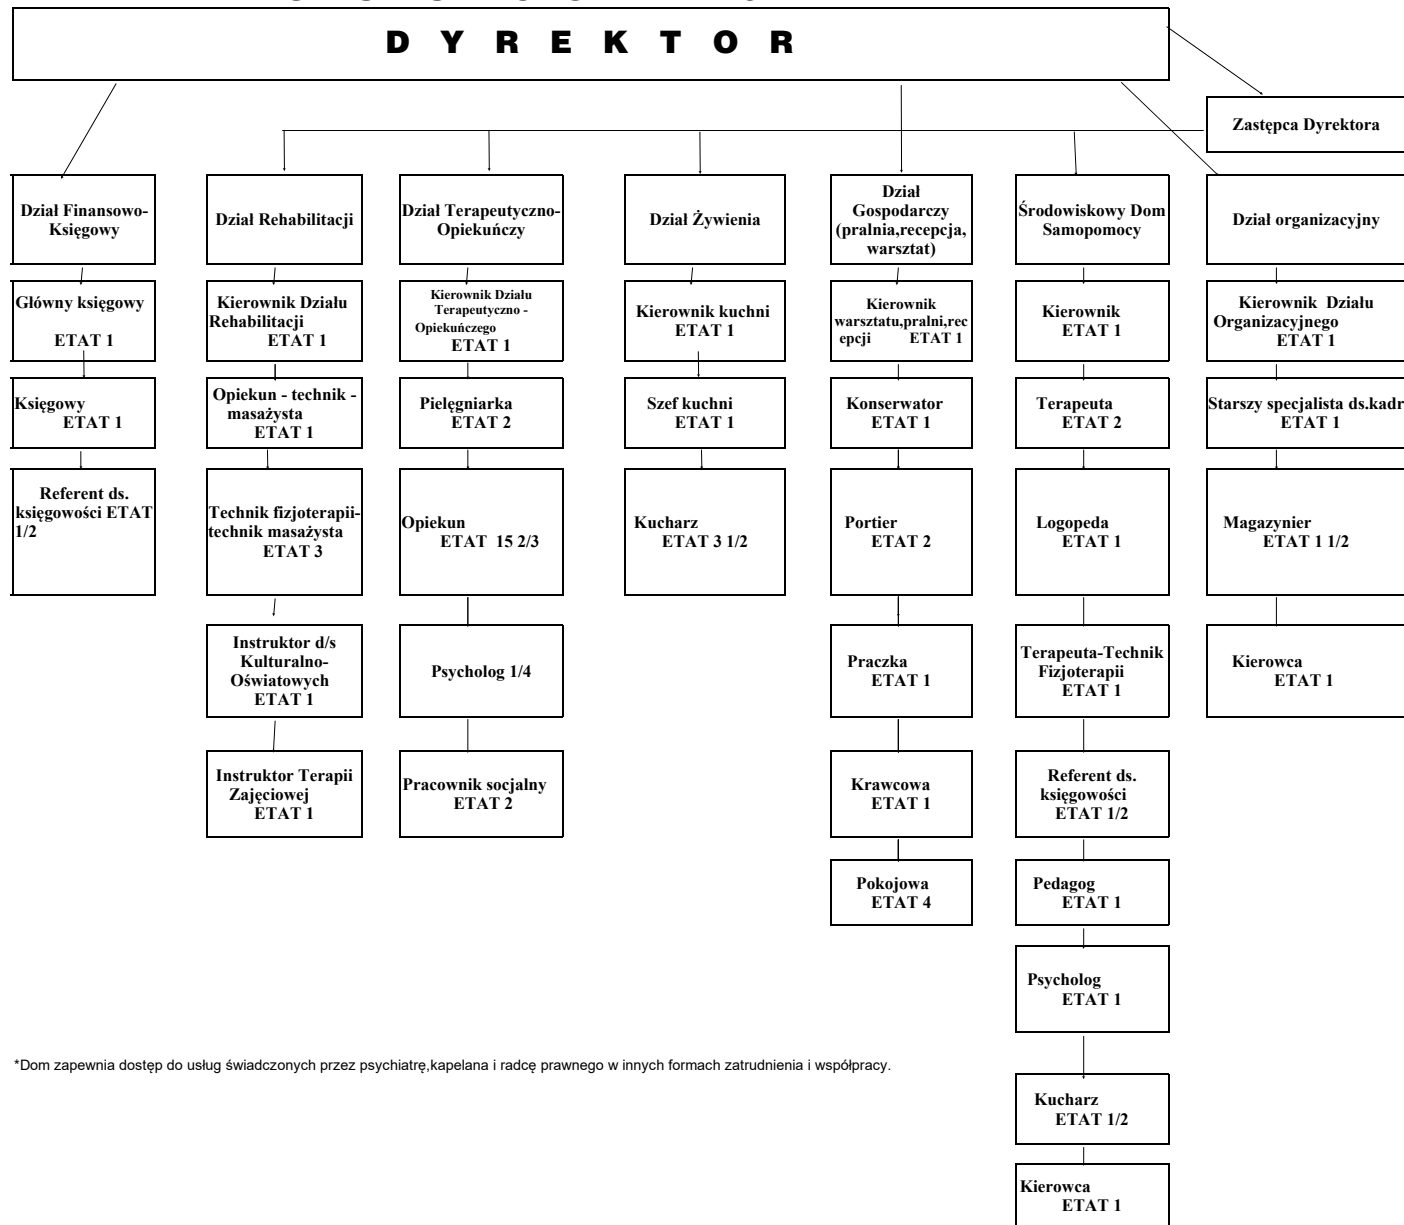 D Y R E K T O R
Zastępca Dyrektora
Dział Finansowo-
Księgowy
Dział Rehabilitacji
Dział Terapeutyczno-
Opiekuńczy
Dział Żywienia
Dział
Gospodarczy
(pralnia,recepcja,
warsztat)
Środowiskowy Dom
Samopomocy
Dział organizacyjny
Główny księgowy
ETAT 1
Kierownik Działu
Rehabilitacji
ETAT 1
Kierownik Działu
Terapeutyczno -
Opiekuńczego
ETAT 1
Kierownik kuchni
ETAT 1
Kierownik
warsztatu,pralni,rec
epcji ETAT 1
Kierownik
ETAT 1
Kierownik Działu
Organizacyjnego
ETAT 1
Księgowy
ETAT 1
Opiekun - technik -
masażysta
ETAT 1
Pielęgniarka
ETAT 2
Szef kuchni
ETAT 1
Konserwator
ETAT 1
Terapeuta
ETAT 2
Starszy specjalista ds.kadr
ETAT 1
Referent ds.
księgowości ETAT
1/2
Technik fizjoterapii-
technik masażysta
ETAT 3
Opiekun
ETAT 15 2/3
Kucharz
ETAT 3 1/2
Portier
ETAT 2
Logopeda
ETAT 1
Magazynier
ETAT 1 1/2
Instruktor d/s
Kulturalno-
Oświatowych
ETAT 1
Psycholog 1/4
Praczka
ETAT 1
Terapeuta-Technik
Fizjoterapii
ETAT 1
Kierowca
ETAT 1
Instruktor Terapii
Zajęciowej
ETAT 1
Pracownik socjalny
ETAT 2
Krawcowa
ETAT 1
Referent ds.
księgowości
ETAT 1/2
Pokojowa
ETAT 4
Pedagog
ETAT 1
Psycholog
ETAT 1
*Dom zapewnia dostęp do usług świadczonych przez psychiatrę,kapelana i radcę prawnego w innych formach zatrudnienia i współpracy.
Kucharz
ETAT 1/2
Kierowca
ETAT 1